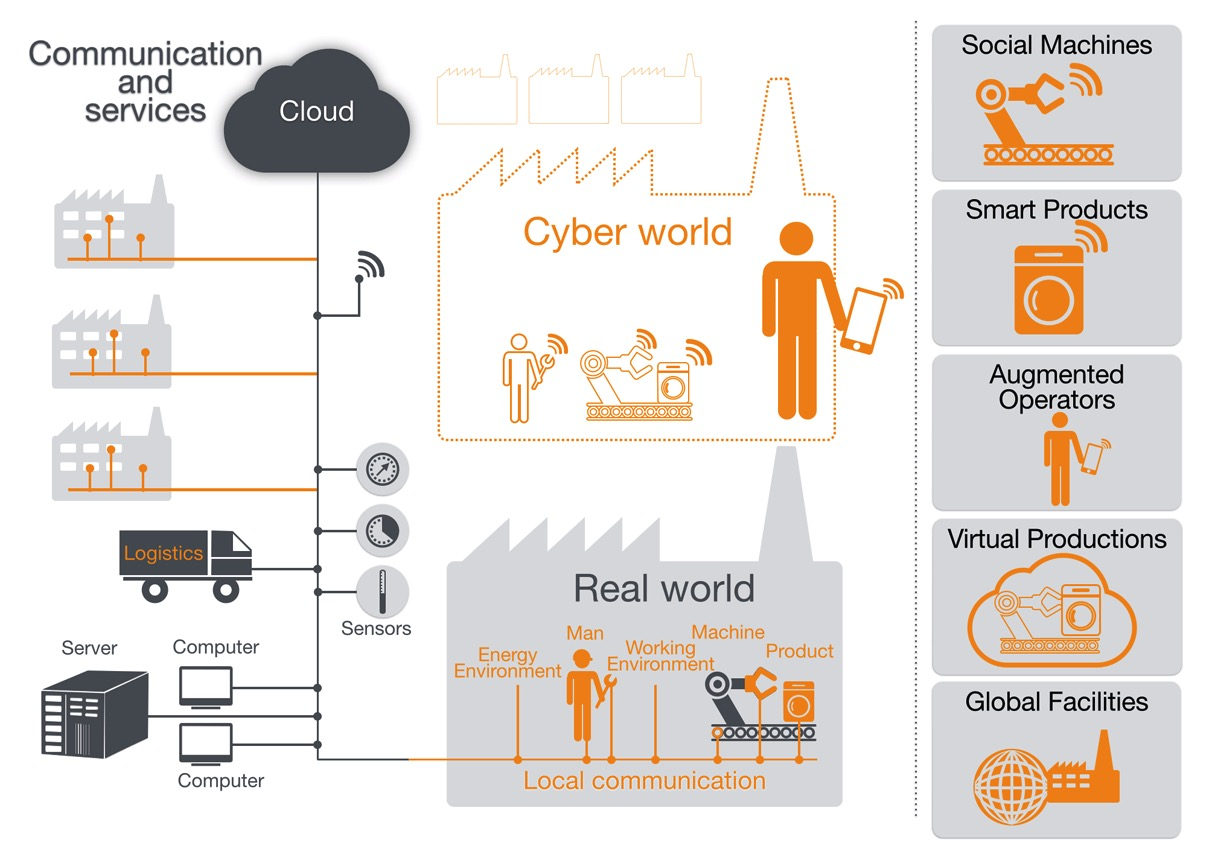 Communication
and
services
Cloud
Cyber world
Logistics
Sensors
Server
Computer
Computer
Real world
Energy
Environment
Man
Working
Environment
Machine
Product
Local communication
Social Machines
Smart Products
Augmented
Operators
Virtual Productions
Global Facilities